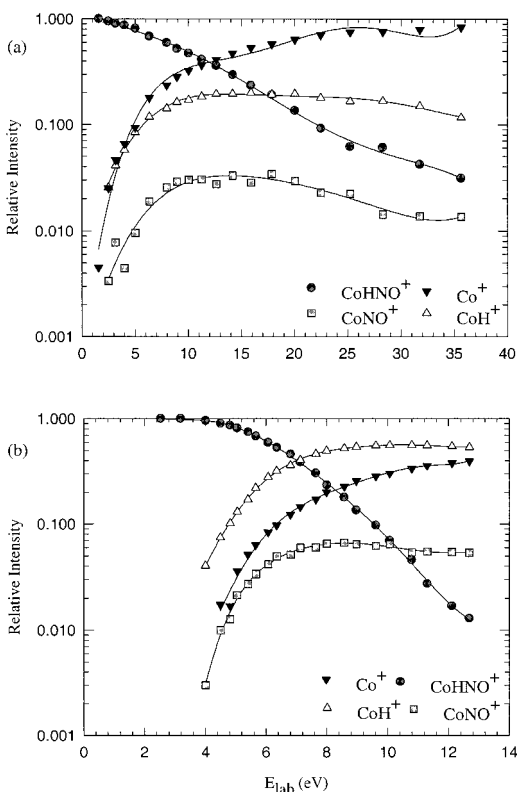 (a)
Relative Intensity
1.000
0.100
0.010
0.001
CoHNO+ Co+
CoNO+ CoH+
0 5 10 15 20 25 30 35 40
(b)
Relative Intensity
1.000
0.100
0.010
0.001
Co+ CoHNO+
CoH+ CoNO+
0 2 4 6 8 10 12 14
E_lab (eV)